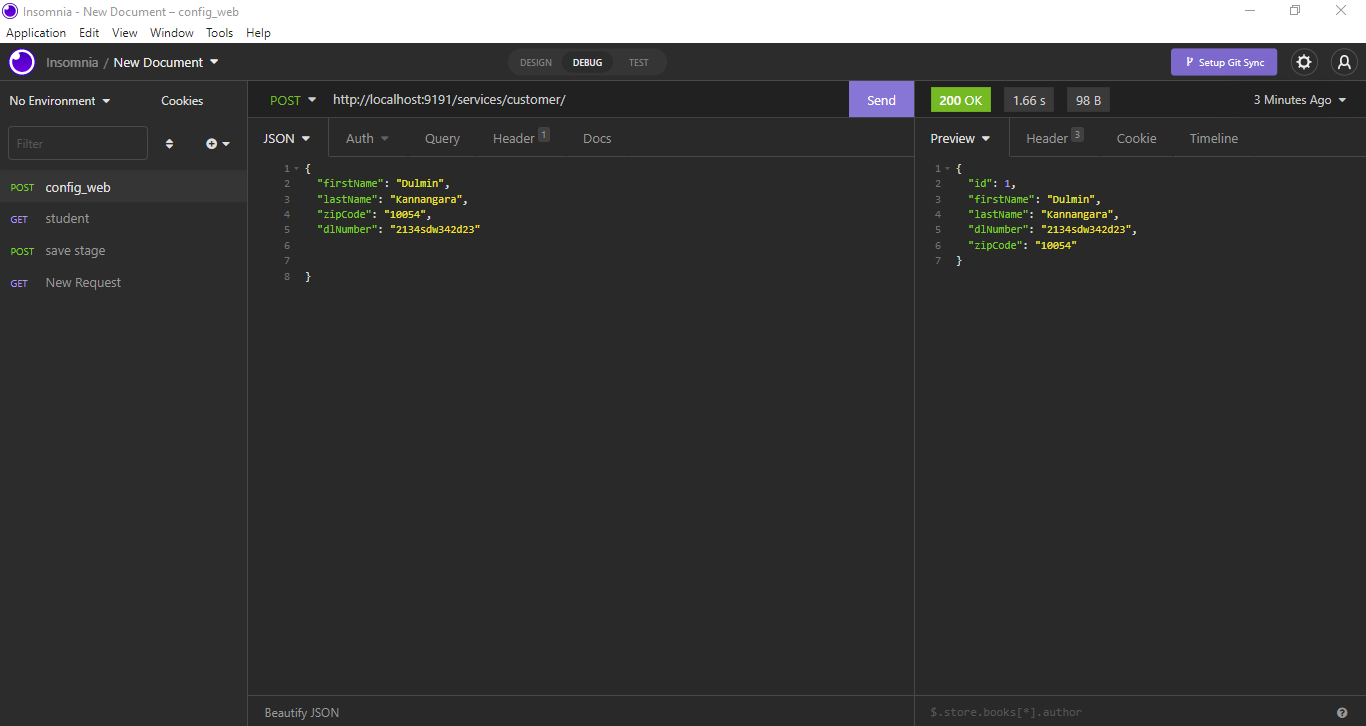 Insomnia - New Document – config_web
Application Edit View Window Tools Help
Insomnia / New Document
DESIGN DEBUG TEST
Setup Git Sync
No Environment Cookies
Filter
POST config_web
GET student
POST save stage
GET New Request
POST http://localhost:9191/services/customer/ Send
JSON Auth Query Header 1 Docs
1 {
2 "firstName": "Dulmin",
3 "lastName": "Kannangara",
4 "zipCode": "10054",
5 "dlNumber": "2134sdw342d23"
6
7
8 }
Beautify JSON
200 OK 1.66 s 98 B 3 Minutes Ago
Preview Header 3 Cookie Timeline
1 {
2 "id": 1,
3 "firstName": "Dulmin",
4 "lastName": "Kannangara",
5 "dlNumber": "2134sdw342d23",
6 "zipCode": "10054"
7 }
$.store.books[*].author